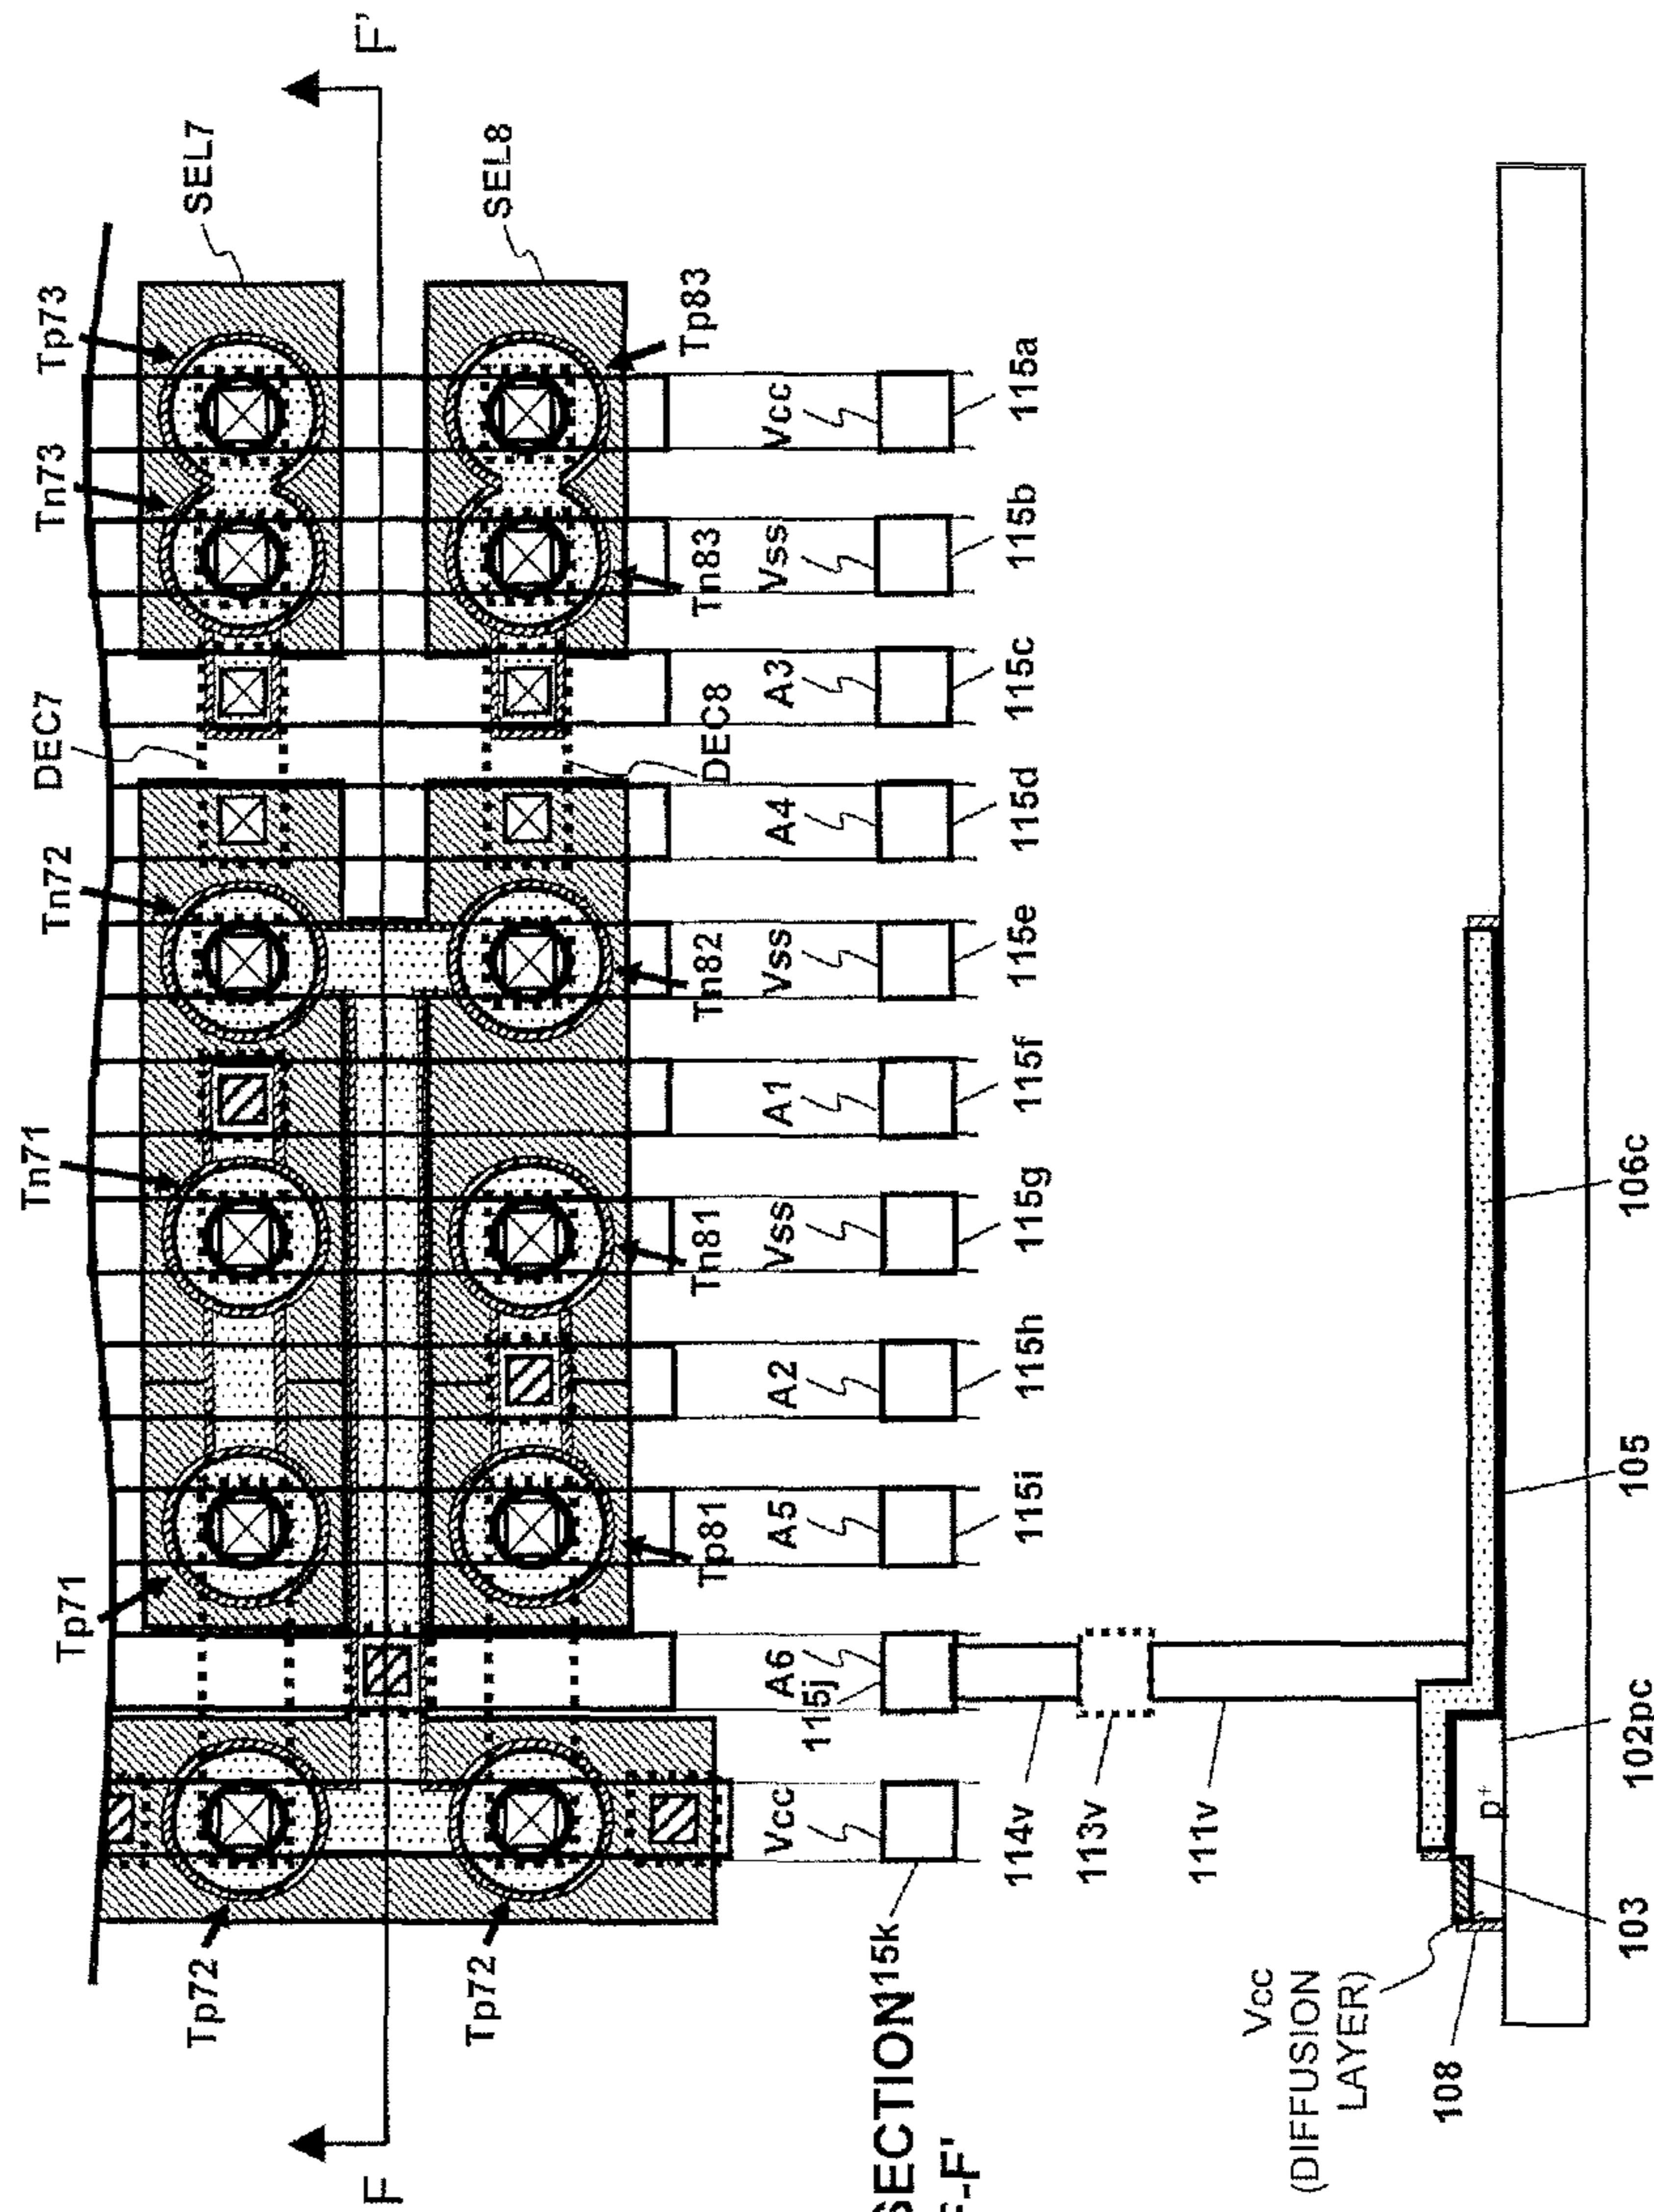 Tn71
Tp71
Tn72
DEC7
Tn73
Tp73
Tp72
SEL7
F
F'
Tp72
SEL8
Tp81
Tn81
Tn82
DEC8
Tn83
Tp83
Vcc
A6
A5
A2
Vss
A1
Vss
A4
A3
Vss
Vcc
SECTION
F-F'
115k
115j
115i
115h
115g
115f
115e
115d
115c
115b
115a
114v
113v
111v
Vcc
(DIFFUSION
LAYER)
108
p+
103
102pc
105
106c